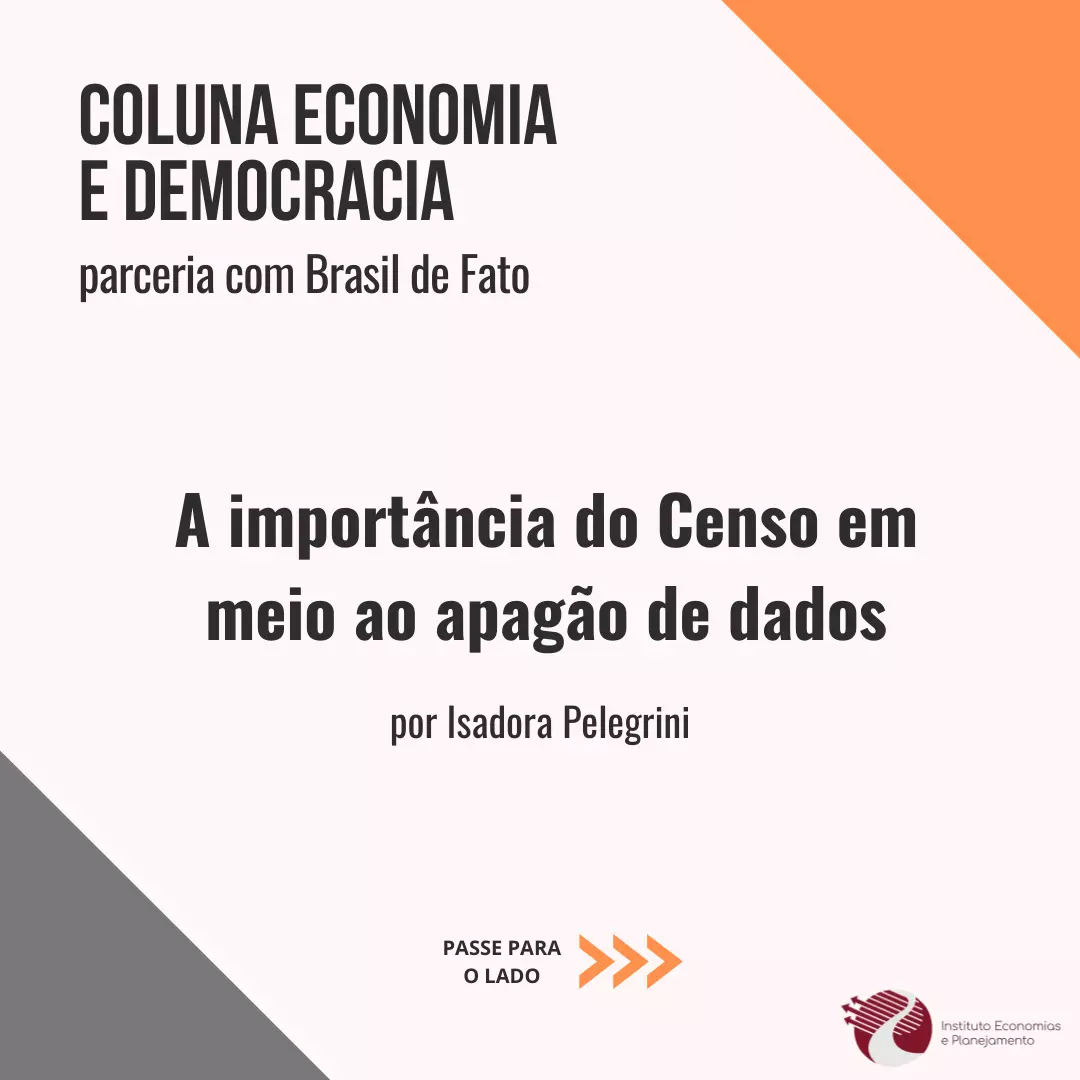 COLUNA ECONOMIA
E DEMOCRACIA
parceria com Brasil de Fato
A importância do Censo em
meio ao apagão de dados
por Isadora Pelegrini
PASSE PARA
O LADO
Instituto Economias
e Planejamento